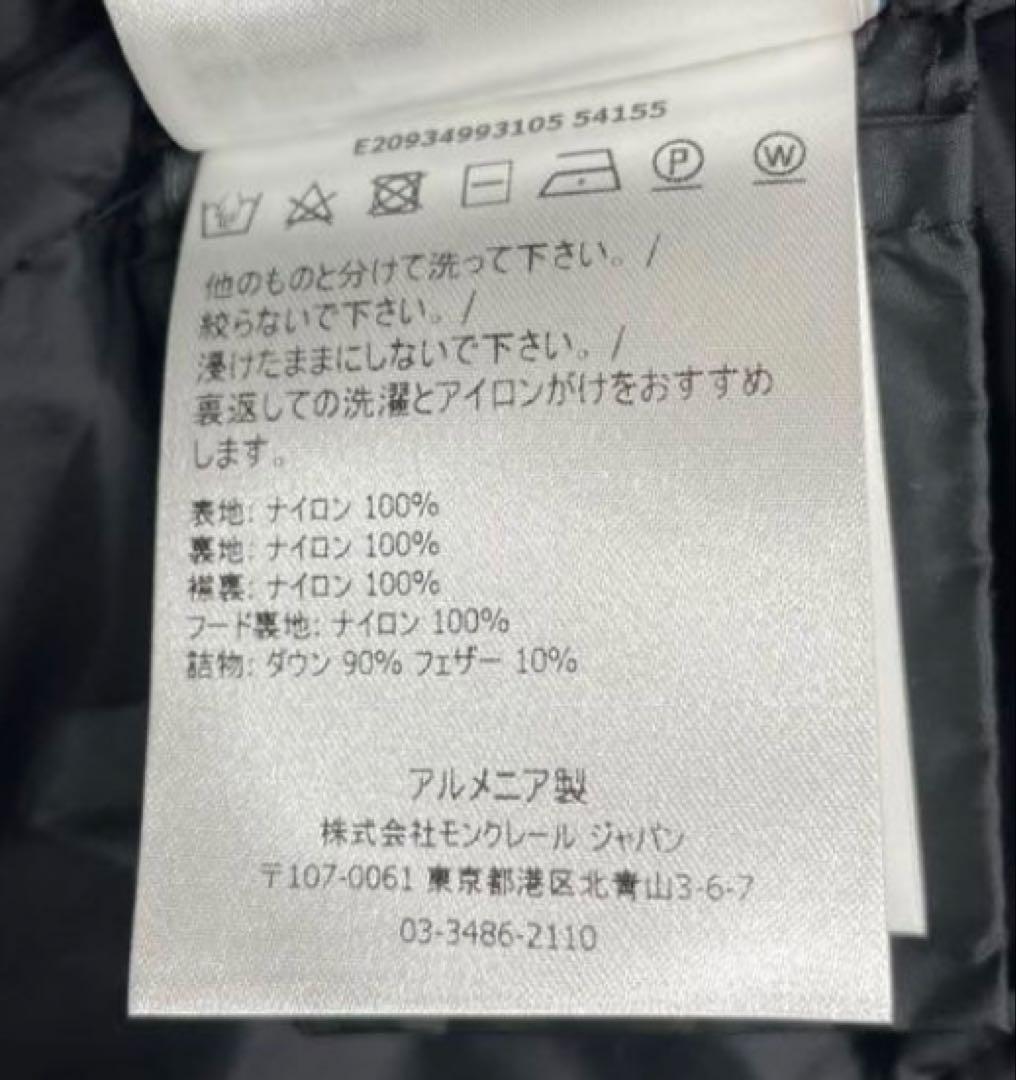 E20934993105 54155
P W
他のものと分けて洗って下さい。/
絞らないで下さい。/
浸けたままにしないで下さい。/
裏返しての洗濯とアイロンがけをおすすめ
します。
表地: ナイロン 100%
裏地: ナイロン 100%
襟裏: ナイロン 100%
フード裏地: ナイロン 100%
詰物: ダウン 90% フェザー 10%
アルメニア製
株式会社モンクレール ジャパン
〒107-0061 東京都港区北青山3-6-7
03-3486-2110